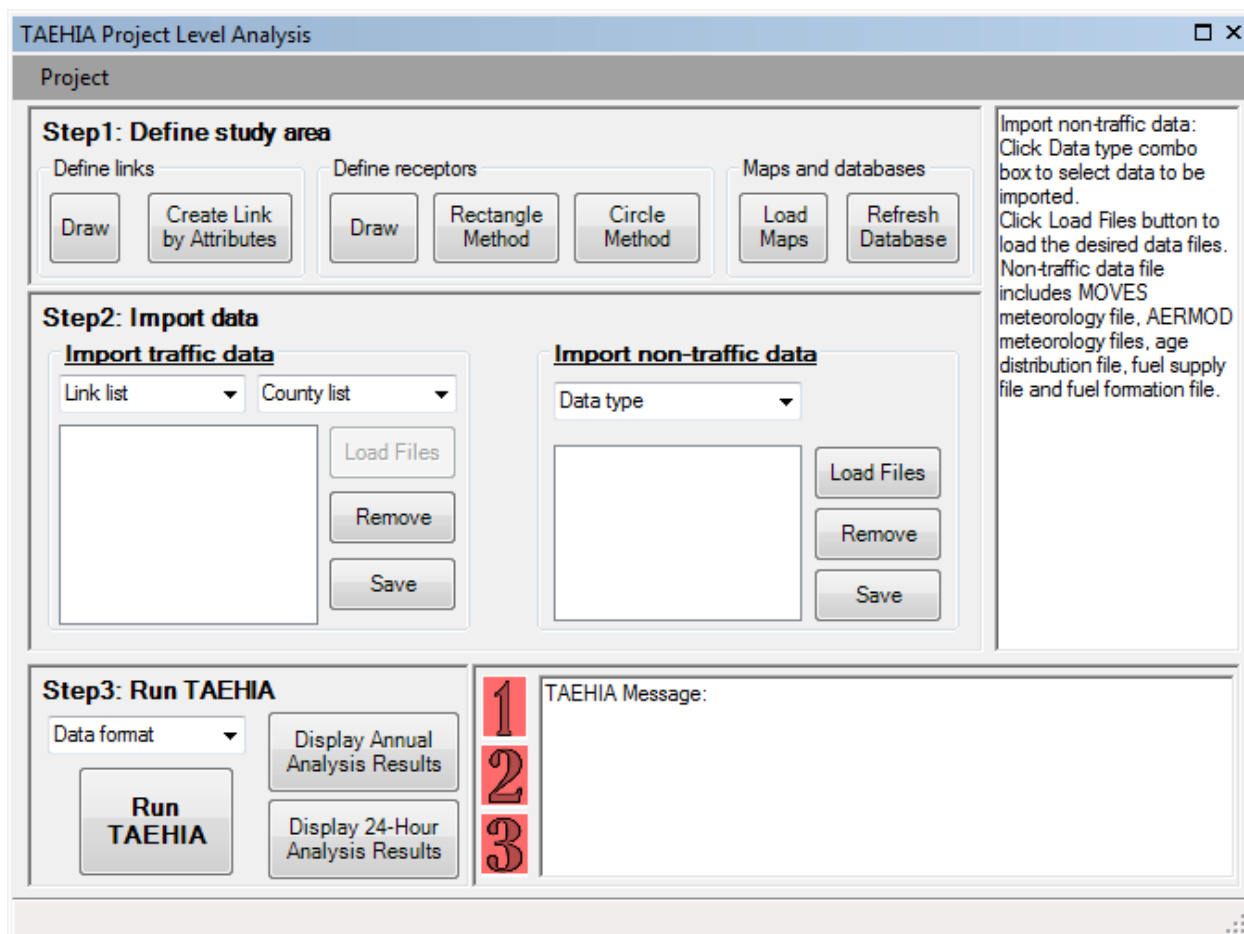 TAEHIA Project Level Analysis
Project
Step1: Define study area
Define links
Draw
Create Link
by Attributes
Define receptors
Draw
Rectangle
Method
Circle
Method
Maps and databases
Load
Maps
Refresh
Database
Import non-traffic data:
Click Data type combo
box to select data to be
imported.
Click Load Files button to
load the desired data files.
Non-traffic data file
includes MOVES
meteorology file, AERMOD
meteorology files, age
distribution file, fuel supply
file and fuel formation file.
Step2: Import data
Import traffic data
Link list
County list
Load Files
Remove
Save
Import non-traffic data
Data type
Load Files
Remove
Save
Step3: Run TAEHIA
Data format
Run
TAEHIA
Display Annual
Analysis Results
Display 24-Hour
Analysis Results
1
2
3
TAEHIA Message: